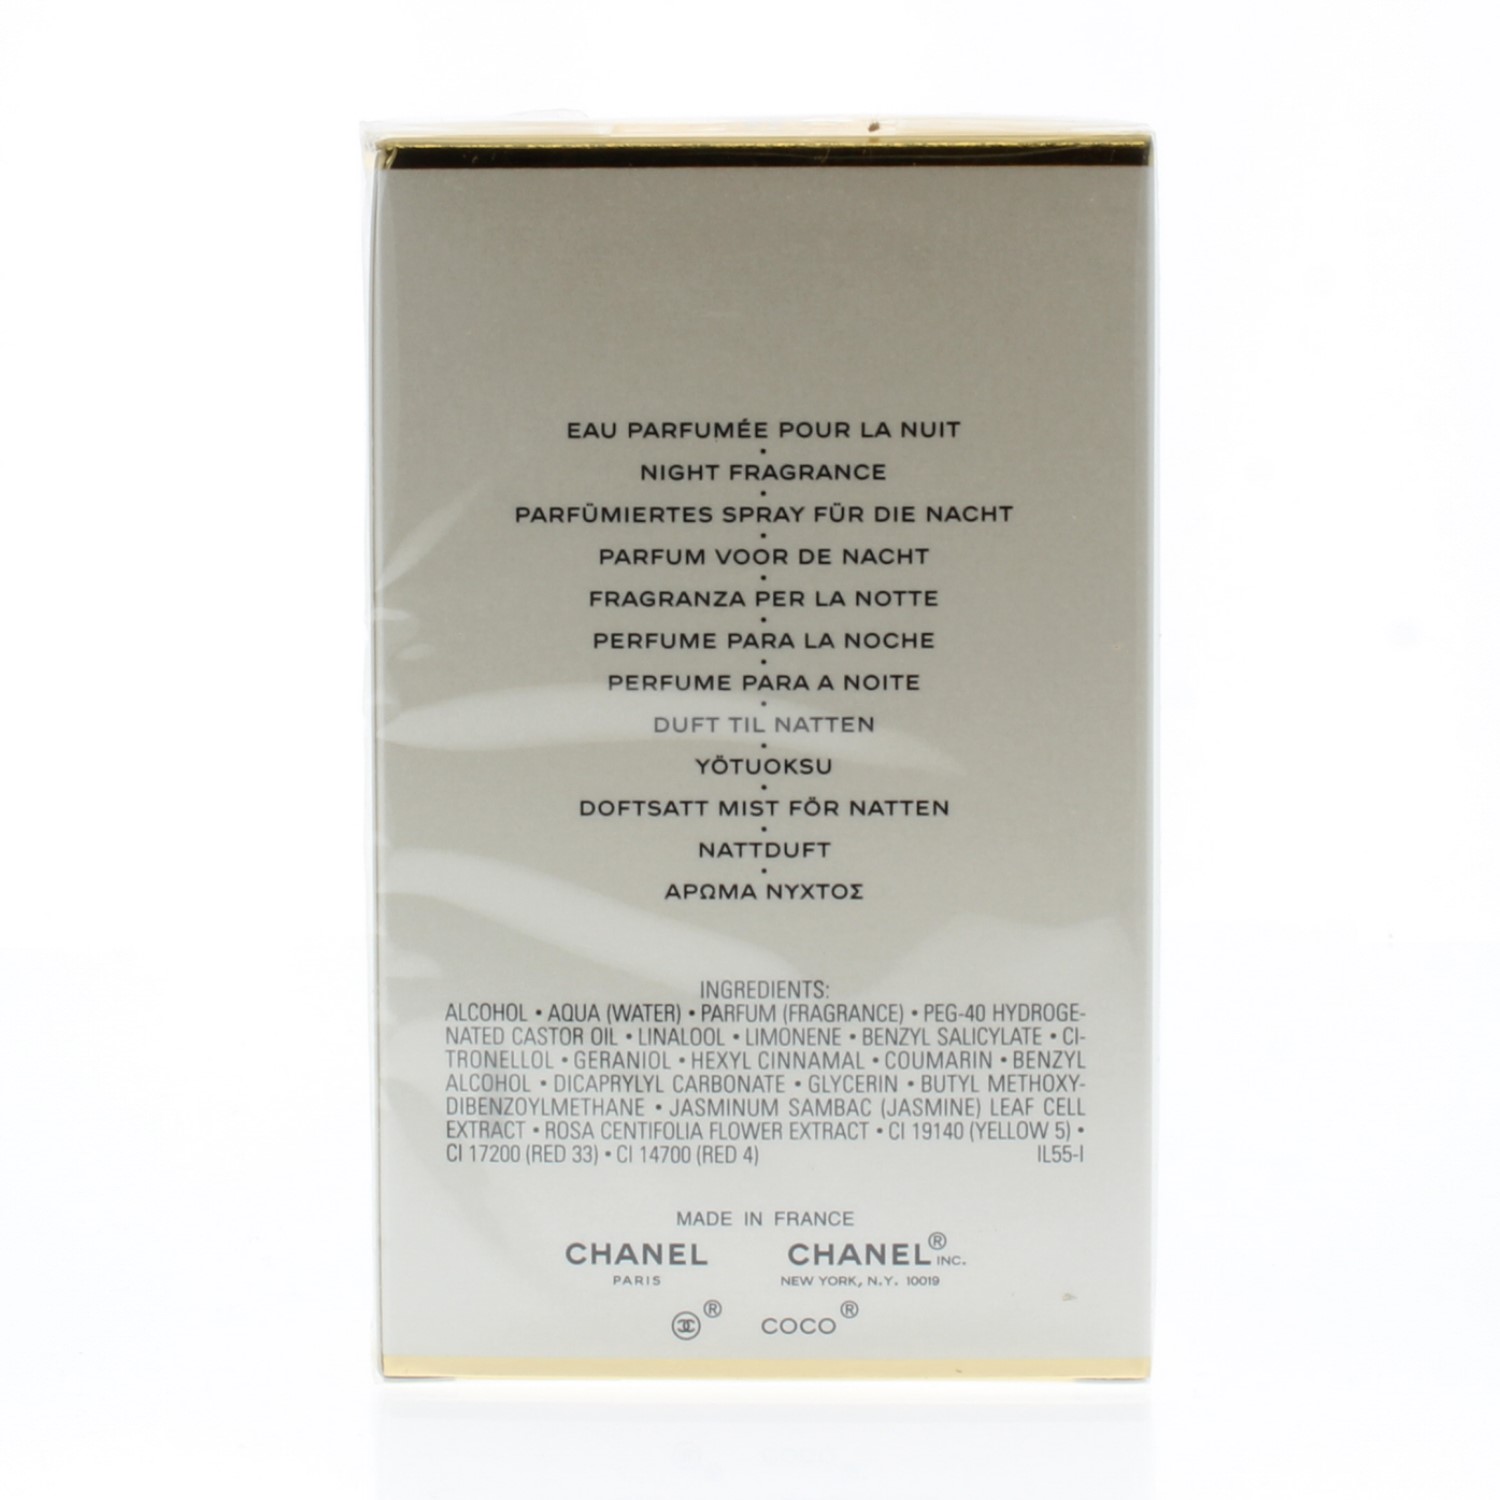 EAU PARFUMÉE POUR LA NUIT
•
NIGHT FRAGRANCE
•
PARFÜMIERTES SPRAY FÜR DIE NACHT
•
PARFUM VOOR DE NACHT
•
FRAGRANZA PER LA NOTTE
•
PERFUME PARA LA NOCHE
•
PERFUME PARA A NOITE
•
DUFT TIL NATTEN
•
YÖTUOKSU
•
DOFTSATT MIST FÖR NATTEN
•
NATTDUFT
•
ΑΡΩΜΑ ΝΥΧΤΟΣ
INGREDIENTS:
ALCOHOL • AQUA (WATER) • PARFUM (FRAGRANCE) • PEG-40 HYDROGE-
NATED CASTOR OIL • LINALOOL • LIMONENE • BENZYL SALICYLATE • CI-
TRONELLOL • GERANIOL • HEXYL CINNAMAL • COUMARIN • BENZYL
ALCOHOL • DICAPRYLYL CARBONATE • GLYCERIN • BUTYL METHOXY-
DIBENZOYLMETHANE • JASMINUM SAMBAC (JASMINE) LEAF CELL
EXTRACT • ROSA CENTIFOLIA FLOWER EXTRACT • CI 19140 (YELLOW 5) •
CI 17200 (RED 33) • CI 14700 (RED 4) IL55-I
MADE IN FRANCE
CHANEL CHANEL® INC.
PARIS NEW YORK, N.Y. 10019
® COCO®